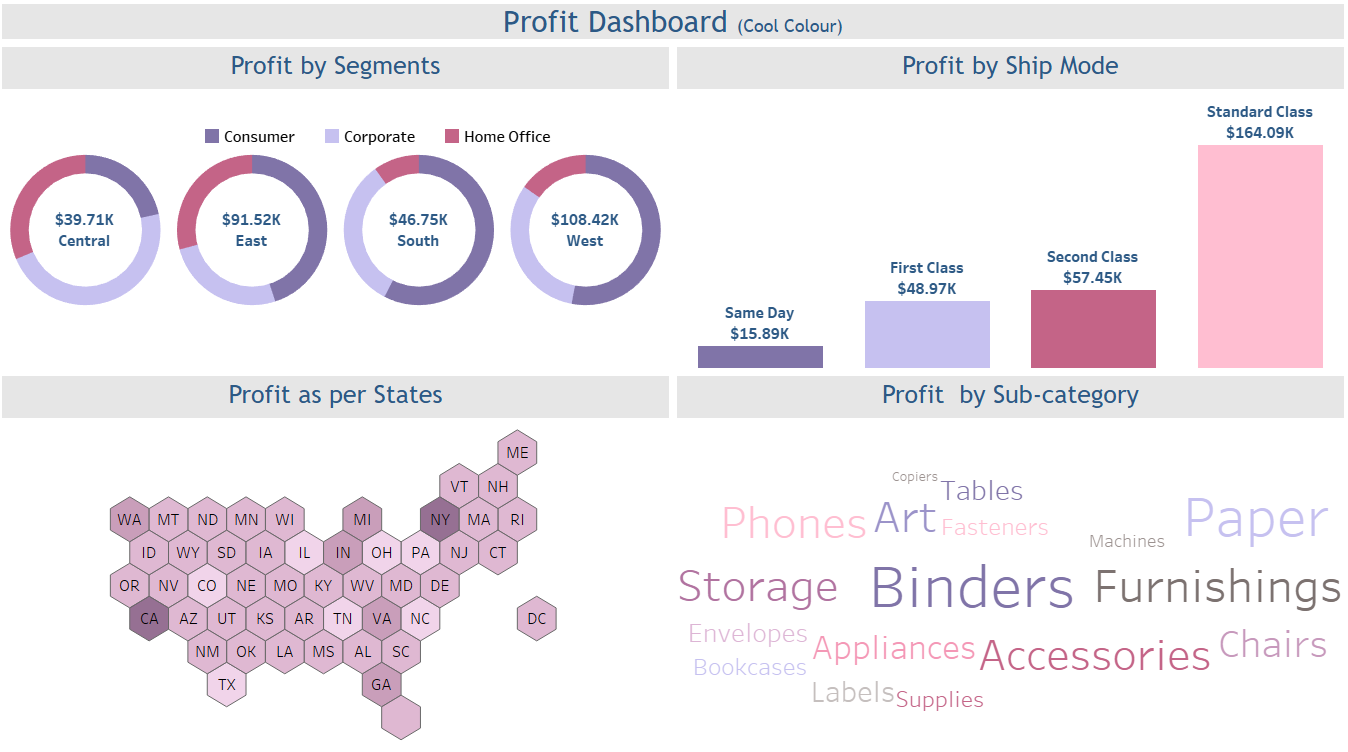 Profit Dashboard (Cool Colour)
Profit by Segments
Consumer Corporate Home Office
$39.71K
Central
$91.52K
East
$46.75K
South
$108.42K
West
Profit by Ship Mode
Same Day
$15.89K
First Class
$48.97K
Second Class
$57.45K
Standard Class
$164.09K
Profit as per States
ME
VT NH
WA MT ND MN WI MI NY MA RI
ID WY SD IA IL IN OH PA NJ CT
OR NV CO NE MO KY WV MD DE
CA AZ UT KS AR TN VA NC DC
NM OK LA MS AL SC
TX GA
Profit by Sub-category
Copiers
Tables
Phones Art Fasteners Paper
Machines
Storage Binders Furnishings
Envelopes Appliances Accessories Chairs
Bookcases
Labels Supplies